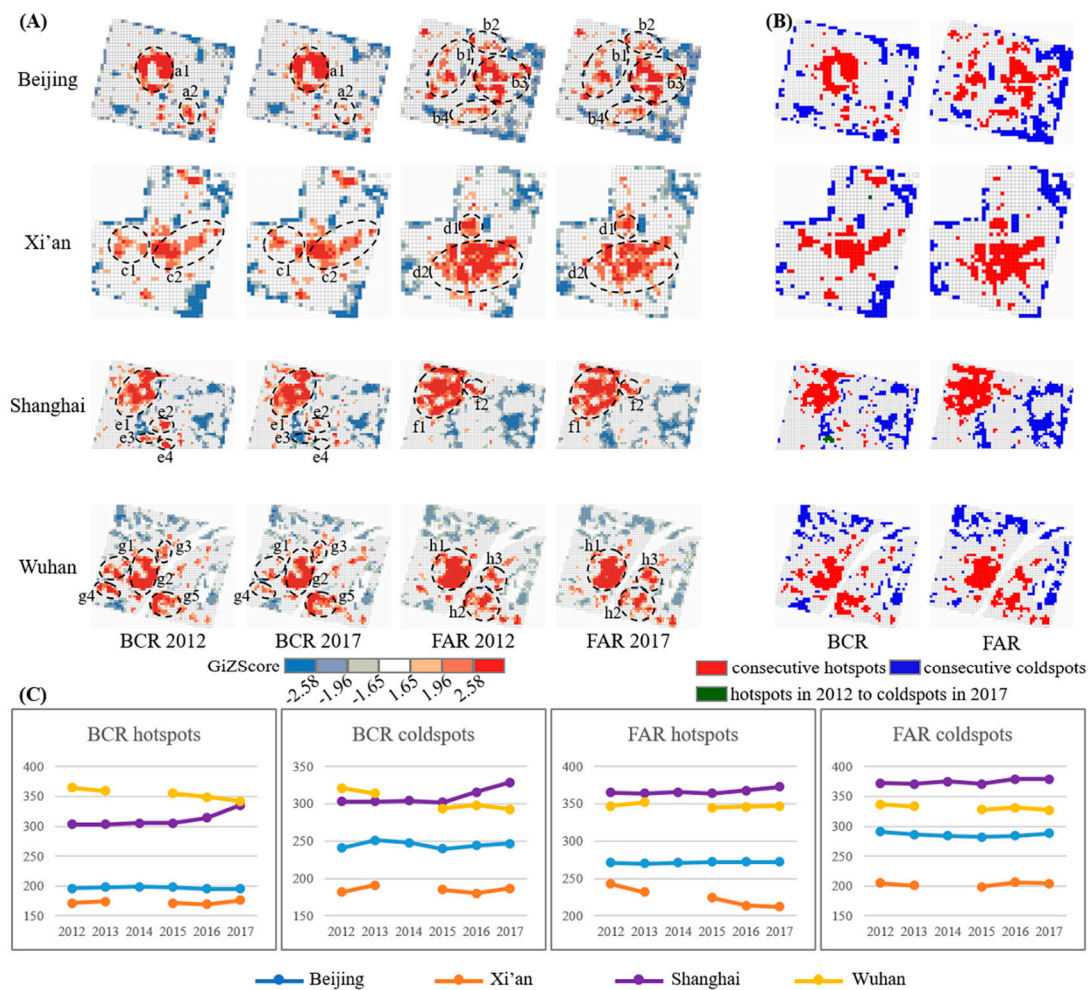 (A)
(B)
Beijing
a1
a2
a1
a2
b1
b2
b3
b4
b1
b2
b3
b4
Xi’an
c1
c2
c1
c2
d1
d2
d1
d2
Shanghai
e1
e2
e3
e4
e1
e2
e3
e4
f1
f2
f1
f2
Wuhan
g1
g2
g3
g4
g5
g1
g2
g3
g4
g5
h1
h2
h3
h1
h2
h3
BCR 2012 BCR 2017 FAR 2012 FAR 2017 BCR FAR
GiZScore
-2.58 -1.96 -1.65 1.65 1.96 2.58
consecutive hotspots consecutive coldspots
hotspots in 2012 to coldspots in 2017
(C)
BCR hotspots
400
350
300
250
200
150
2012 2013 2014 2015 2016 2017
BCR coldspots
350
300
250
200
150
2012 2013 2014 2015 2016 2017
FAR hotspots
400
350
300
250
200
2012 2013 2014 2015 2016 2017
FAR coldspots
400
350
300
250
200
150
2012 2013 2014 2015 2016 2017
Beijing Xi’an Shanghai Wuhan